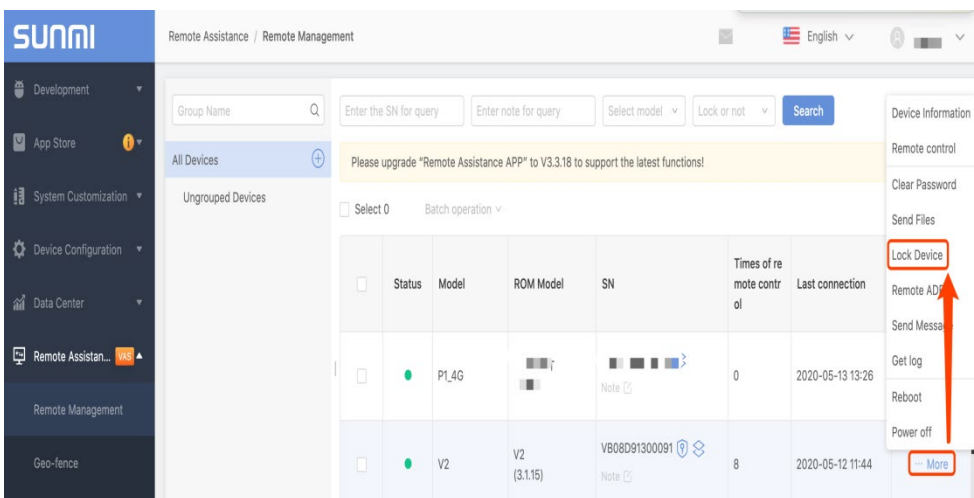 SUNMI
Remote Assistance / Remote Management
English
Development
App Store
System Customization
Device Configuration
Data Center
Remote Assistan... VAS
Remote Management
Geo-fence
Group Name
All Devices
Ungrouped Devices
Enter the SN for query
Enter note for query
Select model
Lock or not
Search
Please upgrade "Remote Assistance APP" to V3.3.18 to support the latest functions!
Select 0
Batch operation
Status
Model
ROM Model
SN
Times of re
mote contr
ol
Last connection
P1_4G
Note
0
2020-05-13 13:26
V2
V2
(3.1.15)
VB08D91300091
Note
8
2020-05-12 11:44
··· More
Device Information
Remote control
Clear Password
Send Files
Lock Device
Remote AD
Send Messa
Get log
Reboot
Power off